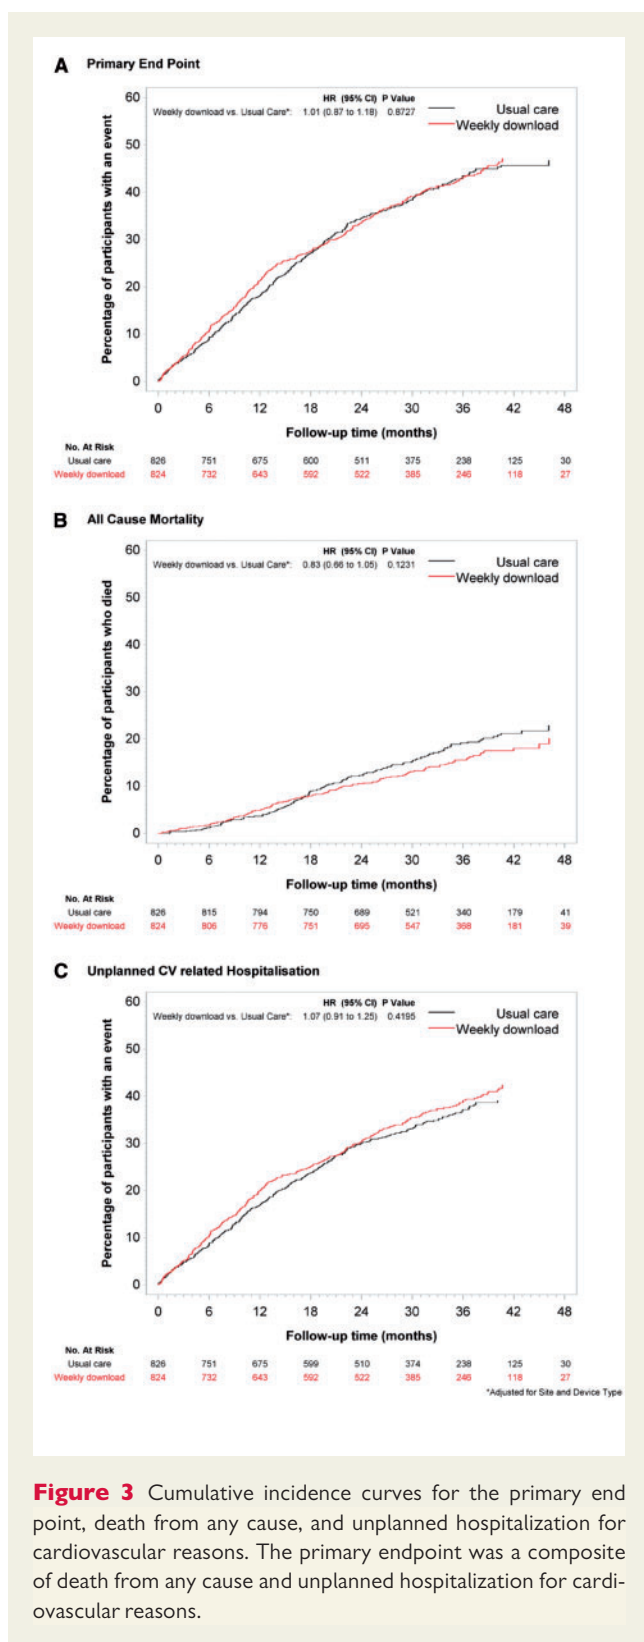 A Primary End Point
HR (95% CI) P Value
Weekly download vs. Usual Care*: 1.01 (0.87 to 1.18) 0.8727
Usual care
Weekly download
Percentage of participants with an event
60
50
40
30
20
10
0
0 6 12 18 24 30 36 42 48
Follow-up time (months)
No. At Risk
Usual care 826 751 675 600 511 375 238 125 30
Weekly download 824 732 643 592 522 385 246 118 27
B All Cause Mortality
HR (95% CI) P Value
Weekly download vs. Usual Care*: 0.83 (0.66 to 1.05) 0.1231
Usual care
Weekly download
Percentage of participants who died
60
50
40
30
20
10
0
0 6 12 18 24 30 36 42 48
Follow-up time (months)
No. At Risk
Usual care 826 815 794 750 689 521 340 179 41
Weekly download 824 806 776 751 695 547 368 181 39
C Unplanned CV related Hospitalisation
HR (95% CI) P Value
Weekly download vs. Usual Care*: 1.07 (0.91 to 1.25) 0.4195
Usual care
Weekly download
Percentage of participants with an event
60
50
40
30
20
10
0
0 6 12 18 24 30 36 42 48
Follow-up time (months)
No. At Risk
Usual care 826 751 675 599 510 374 238 125 30
Weekly download 824 732 643 592 522 385 246 118 27
*Adjusted for Site and Device Type
Figure 3 Cumulative incidence curves for the primary end
point, death from any cause, and unplanned hospitalization for
cardiovascular reasons. The primary endpoint was a composite
of death from any cause and unplanned hospitalization for cardi-
ovascular reasons.